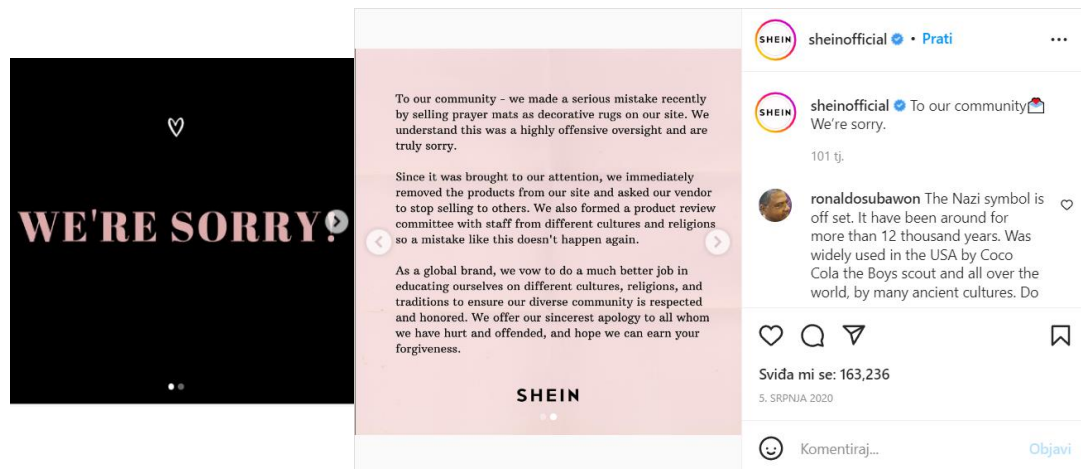 WE'RE SORRY.
To our community - we made a serious mistake recently
by selling prayer mats as decorative rugs on our site. We
understand this was a highly offensive oversight and are
truly sorry.
Since it was brought to our attention, we immediately
removed the products from our site and asked our vendor
to stop selling to others. We also formed a product review
committee with staff from different cultures and religions
so a mistake like this doesn't happen again.
As a global brand, we vow to do a much better job in
educating ourselves on different cultures, religions, and
traditions to ensure our diverse community is respected
and honored. We offer our sincerest apology to all whom
we have hurt and offended, and hope we can earn your
forgiveness.
SHEIN
SHEIN
sheinofficial • Prati
SHEIN
sheinofficial To our community💌
We're sorry.
101 tj.
ronaldosubawon The Nazi symbol is
off set. It have been around for
more than 12 thousand years. Was
widely used in the USA by Coco
Cola the Boys scout and all over the
world, by many ancient cultures. Do
Sviđa mi se: 163,236
5. SRPNJA 2020
Komentiraj...
Objavi